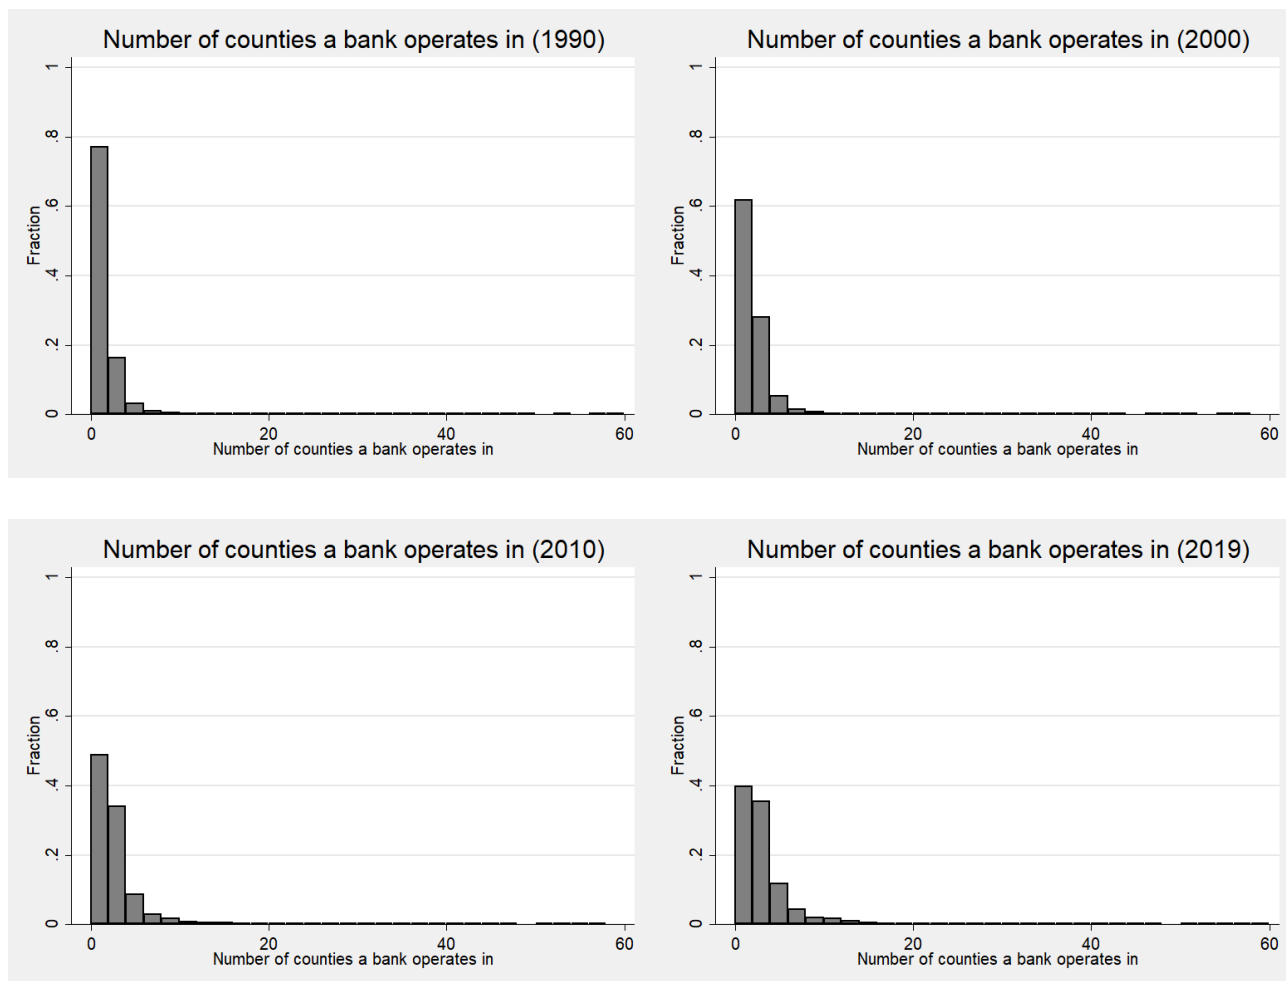 Number of counties a bank operates in (1990)
Fraction
1
.8
.6
.4
.2
0
0 20 40 60
Number of counties a bank operates in
Number of counties a bank operates in (2000)
Fraction
1
.8
.6
.4
.2
0
0 20 40 60
Number of counties a bank operates in
Number of counties a bank operates in (2010)
Fraction
1
.8
.6
.4
.2
0
0 20 40 60
Number of counties a bank operates in
Number of counties a bank operates in (2019)
Fraction
1
.8
.6
.4
.2
0
0 20 40 60
Number of counties a bank operates in